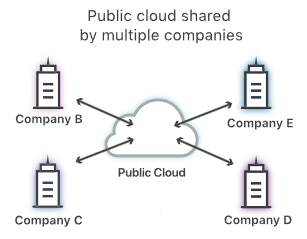 Public cloud shared
by multiple companies
Company B
Company E
Public Cloud
Company C
Company D